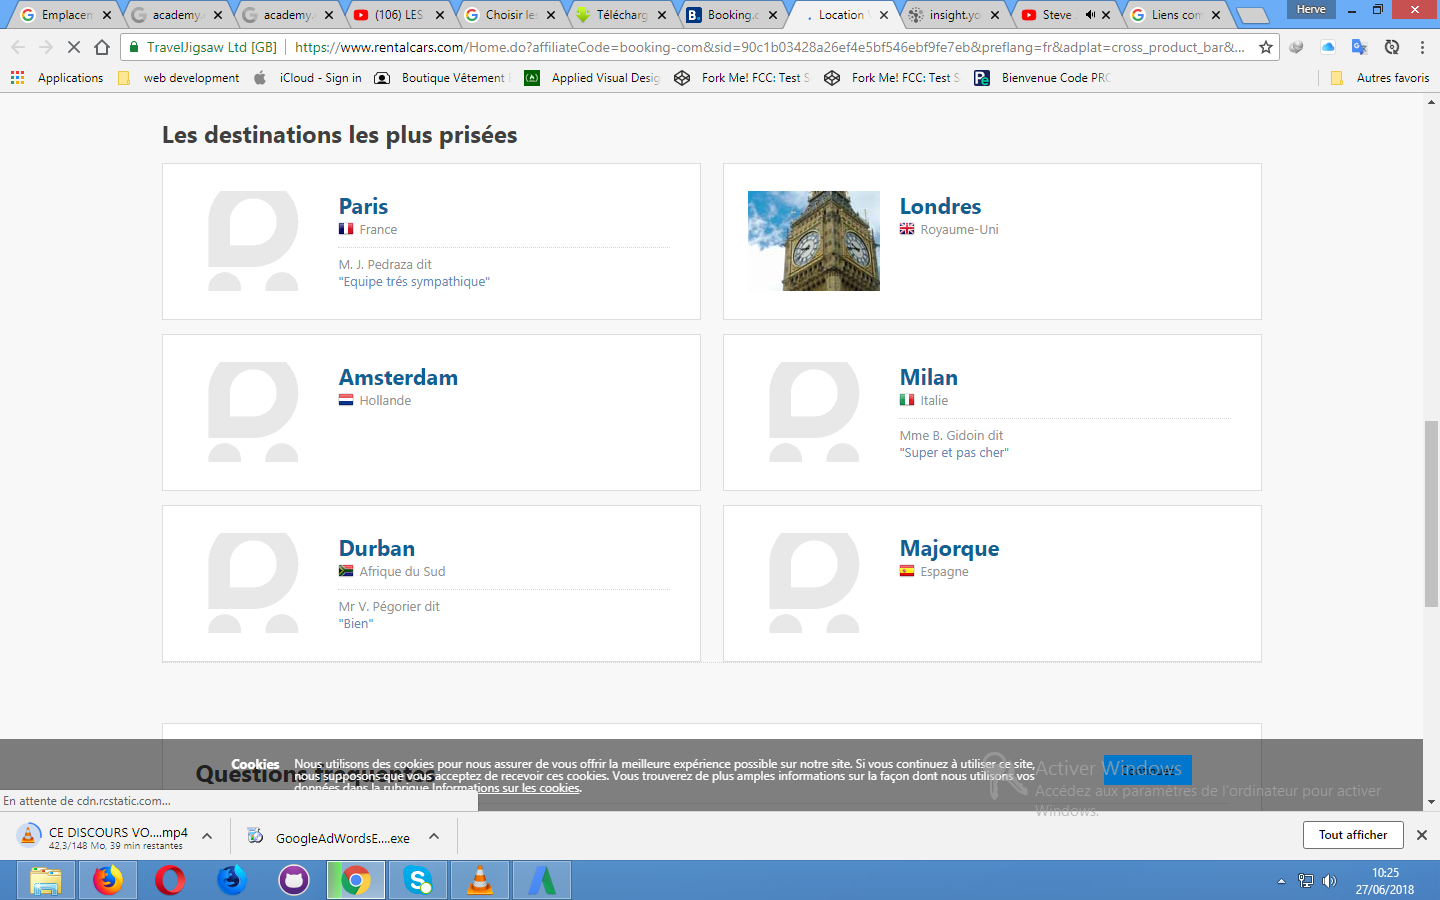 Emplacem
academy.
academy.
(106) LES
Choisir le
Télécharg
Booking.c
Location V
insight.yo
Steve
Liens com
Herve
TravelJigsaw Ltd [GB]
https://www.rentalcars.com/Home.do?affiliateCode=booking-com&sid=90c1b03428a26ef4e5bf546ebf9fe7eb&preflang=fr&adplat=cross_product_bar&...
Applications
web development
iCloud - Sign in
Boutique Vêtement
Applied Visual Desig
Fork Me! FCC: Test S
Fork Me! FCC: Test S
Bienvenue Code PRO
Autres favoris
Les destinations les plus prisées
Paris
France
M. J. Pedraza dit
"Equipe trés sympathique"
Londres
Royaume-Uni
Amsterdam
Hollande
Milan
Italie
Mme B. Gidoin dit
"Super et pas cher"
Durban
Afrique du Sud
Mr V. Pégorier dit
"Bien"
Majorque
Espagne
Questions fréquentes
Cookies
Nous utilisons des cookies pour nous assurer de vous offrir la meilleure expérience possible sur notre site. Si vous continuez à utiliser ce site,
nous supposons que vous acceptez de recevoir ces cookies. Vous trouverez de plus amples informations sur la façon dont nous utilisons vos
données dans la rubrique Informations sur les cookies.
Activer Windows
Accédez aux paramètres de l'ordinateur pour activer
Windows.
En attente de cdn.rcstatic.com...
CE DISCOURS VO....mp4
42,3/148 Mo, 39 min restantes
GoogleAdWordsE....exe
Tout afficher
10:25
27/06/2018